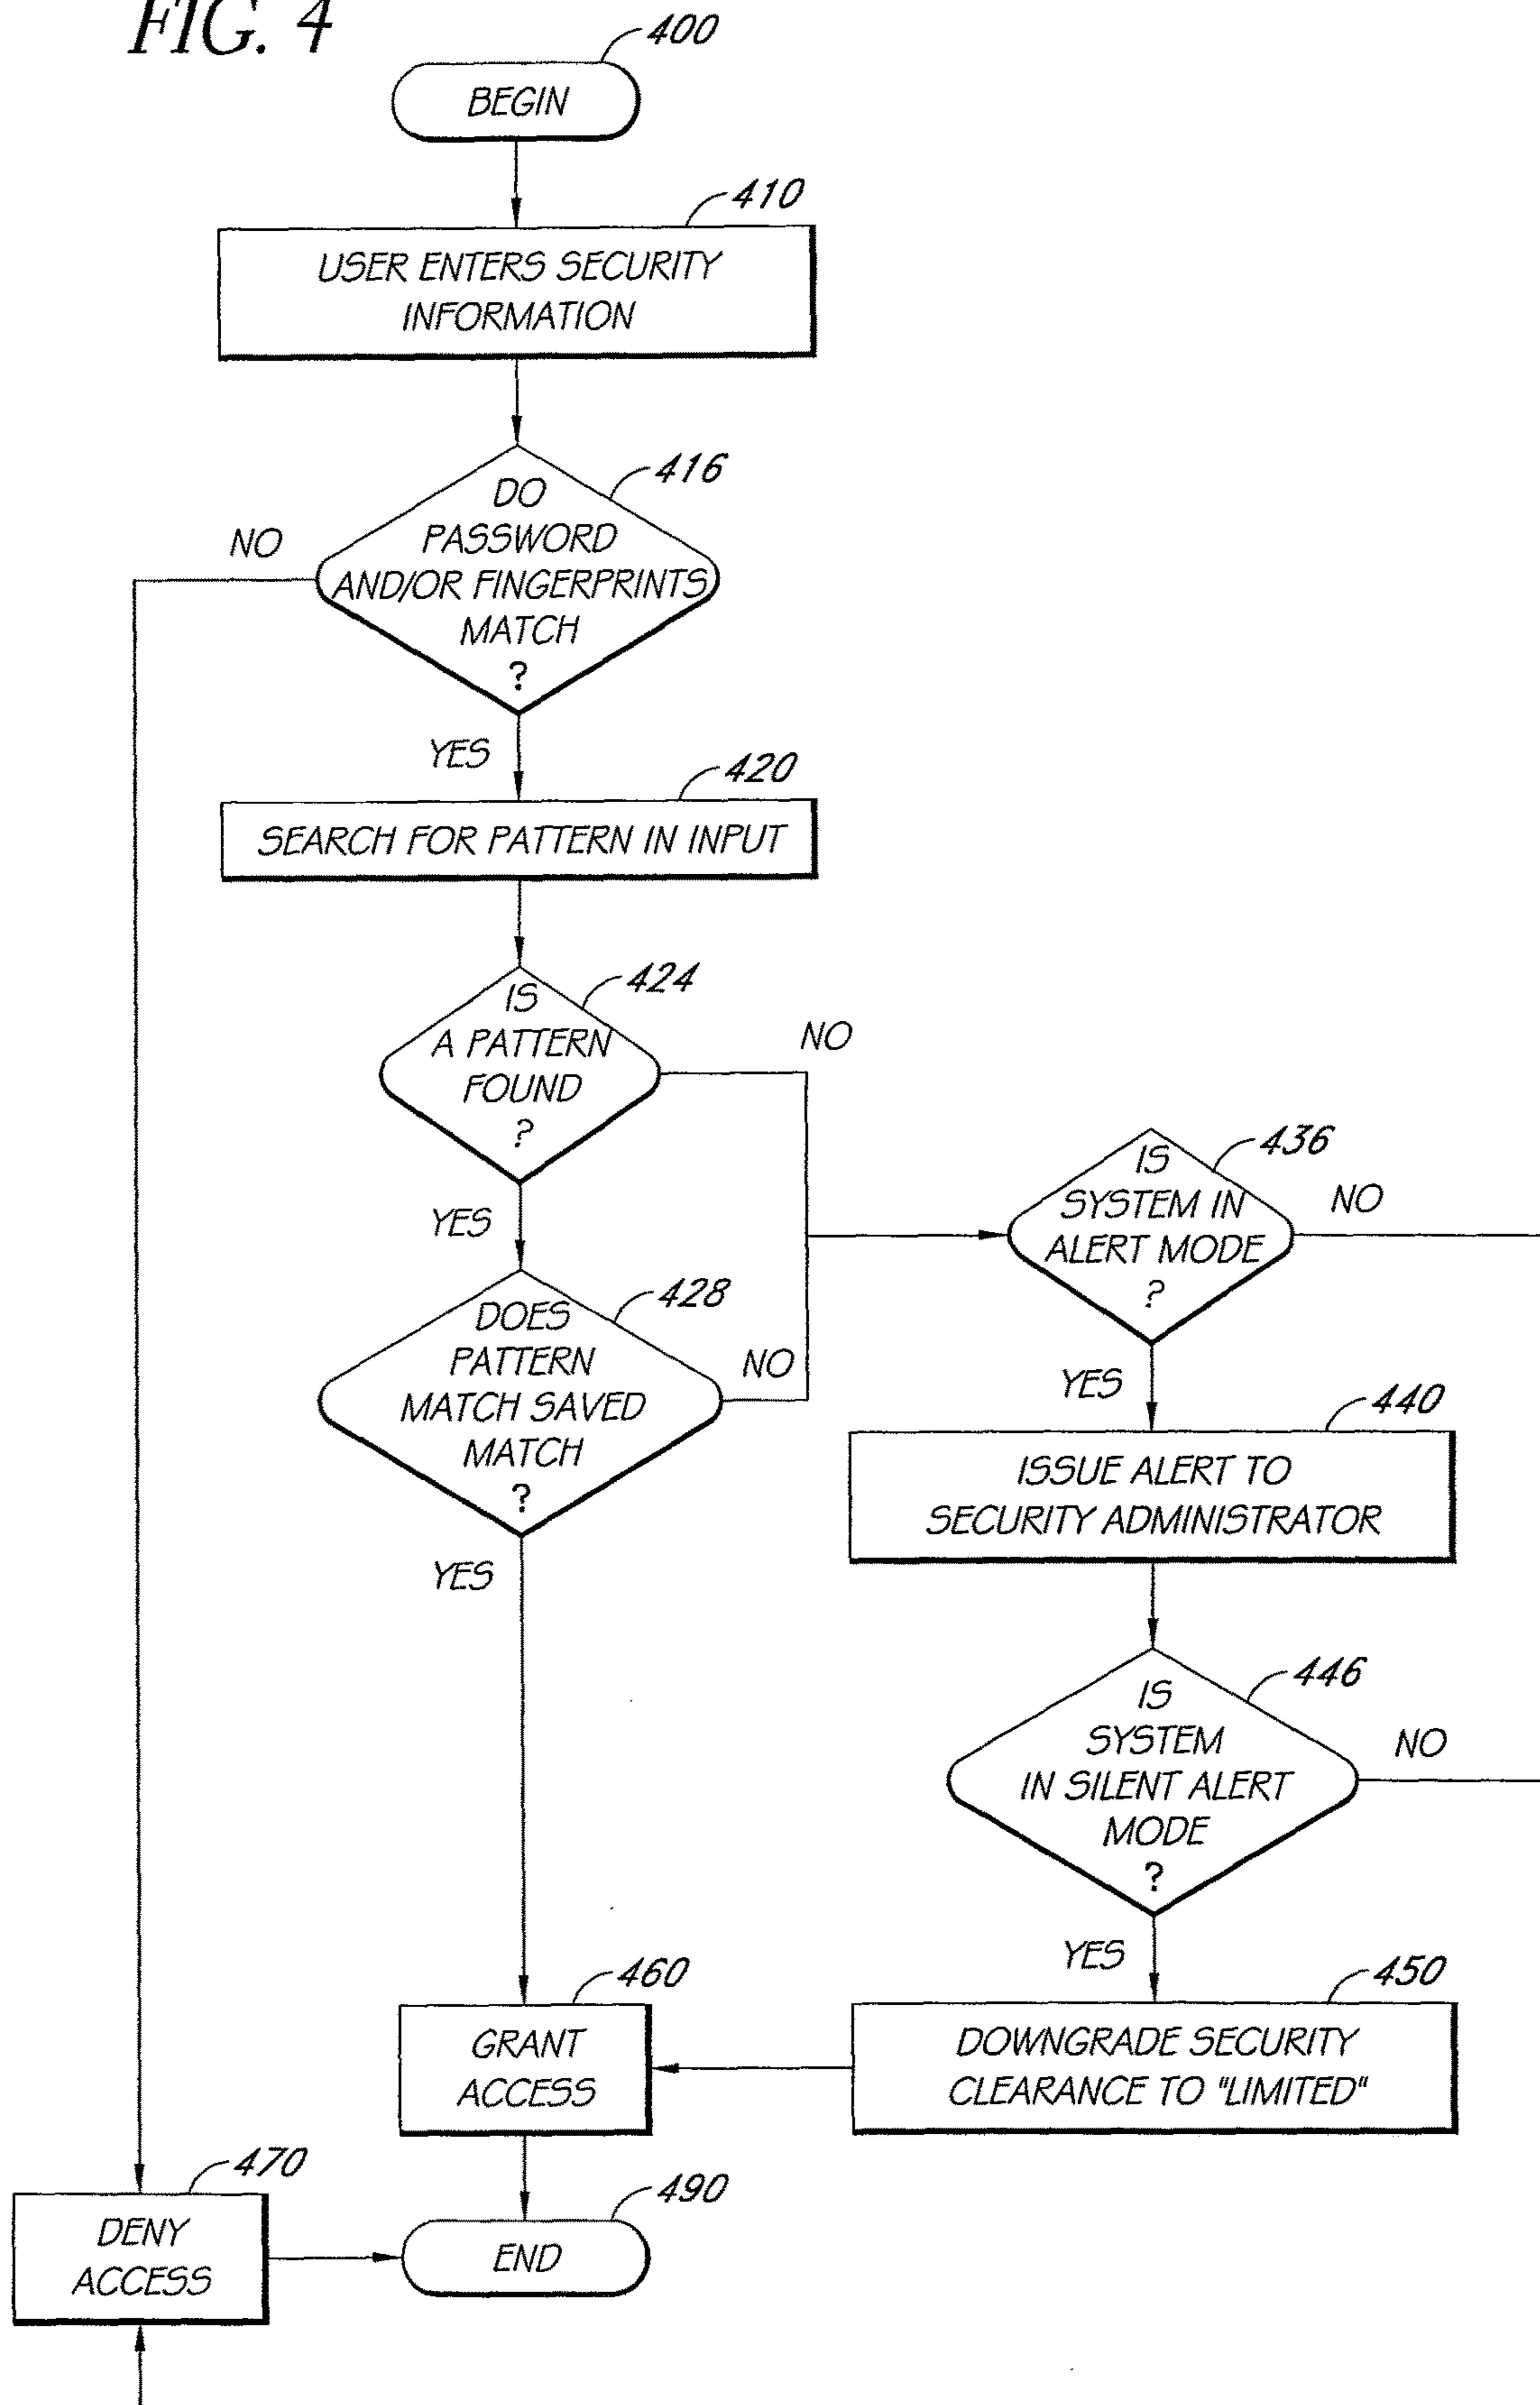 FIG. 4
400
BEGIN
410
USER ENTERS SECURITY
INFORMATION
416
DO
PASSWORD
AND/OR FINGERPRINTS
MATCH
?
NO
YES
420
SEARCH FOR PATTERN IN INPUT
424
IS
A PATTERN
FOUND
?
NO
YES
428
DOES
PATTERN
MATCH SAVED
MATCH
?
NO
YES
436
IS
SYSTEM IN
ALERT MODE
?
NO
YES
440
ISSUE ALERT TO
SECURITY ADMINISTRATOR
446
IS
SYSTEM
IN SILENT ALERT
MODE
?
NO
YES
450
DOWNGRADE SECURITY
CLEARANCE TO "LIMITED"
460
GRANT
ACCESS
470
DENY
ACCESS
490
END